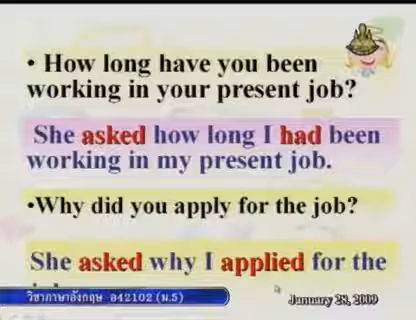 • How long have you been
working in your present job?
She asked how long I had been
working in my present job.
•Why did you apply for the job?
She asked why I applied for the
วิชาภาษาอังกฤษ อ42102 (ม.5)
January 28, 2009